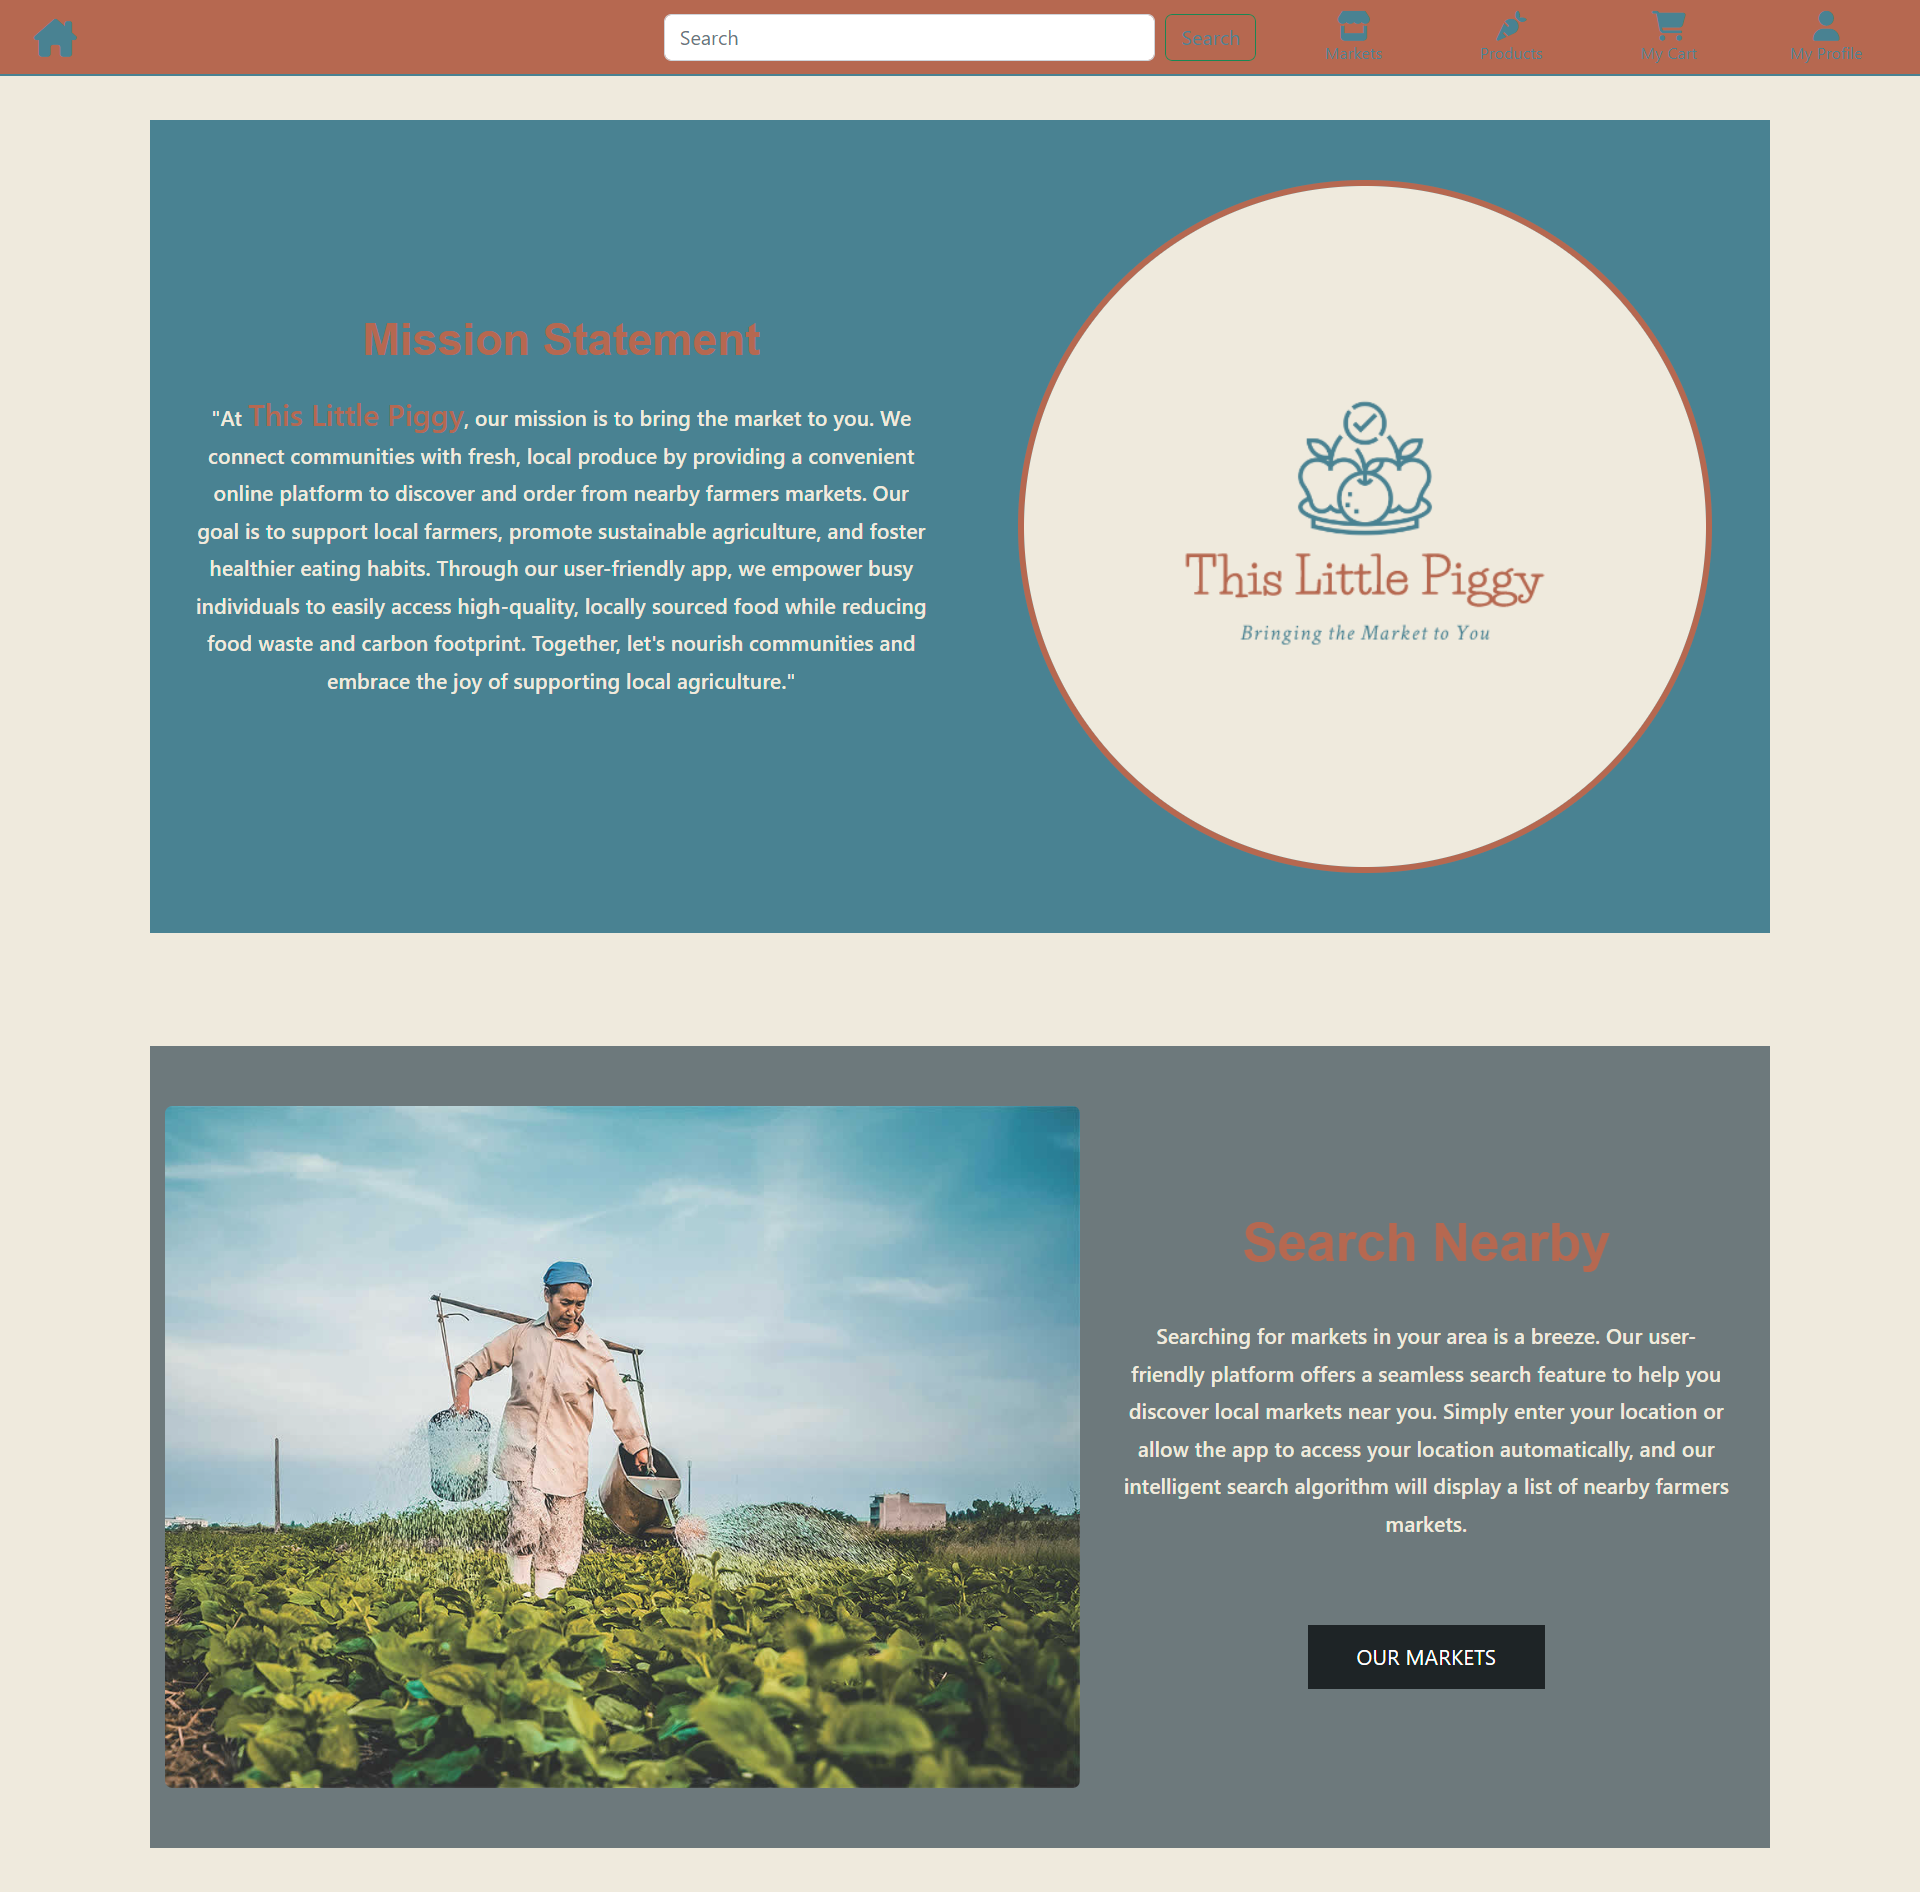 Search
Search
Markets
Products
My Cart
My Profile
Mission Statement
"At This Little Piggy, our mission is to bring the market to you. We
connect communities with fresh, local produce by providing a convenient
online platform to discover and order from nearby farmers markets. Our
goal is to support local farmers, promote sustainable agriculture, and foster
healthier eating habits. Through our user-friendly app, we empower busy
individuals to easily access high-quality, locally sourced food while reducing
food waste and carbon footprint. Together, let's nourish communities and
embrace the joy of supporting local agriculture."
This Little Piggy
Bringing the Market to You
Search Nearby
Searching for markets in your area is a breeze. Our user-
friendly platform offers a seamless search feature to help you
discover local markets near you. Simply enter your location or
allow the app to access your location automatically, and our
intelligent search algorithm will display a list of nearby farmers
markets.
OUR MARKETS